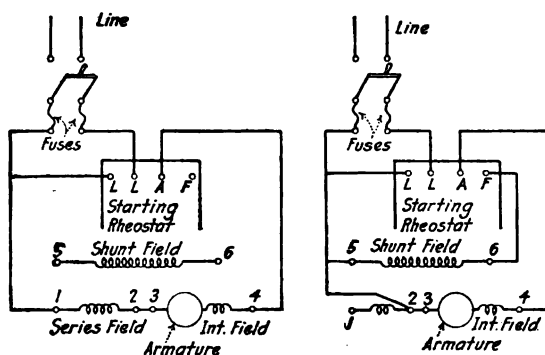 Line
Fuses
L L A F
Starting
Rheostat
5 Shunt Field 6
1 2 3 4
Series Field Int. Field
Armature
Line
Fuses
L L A F
Starting
Rheostat
5 Shunt Field 6
1 2 3 4
Int. Field
Armature